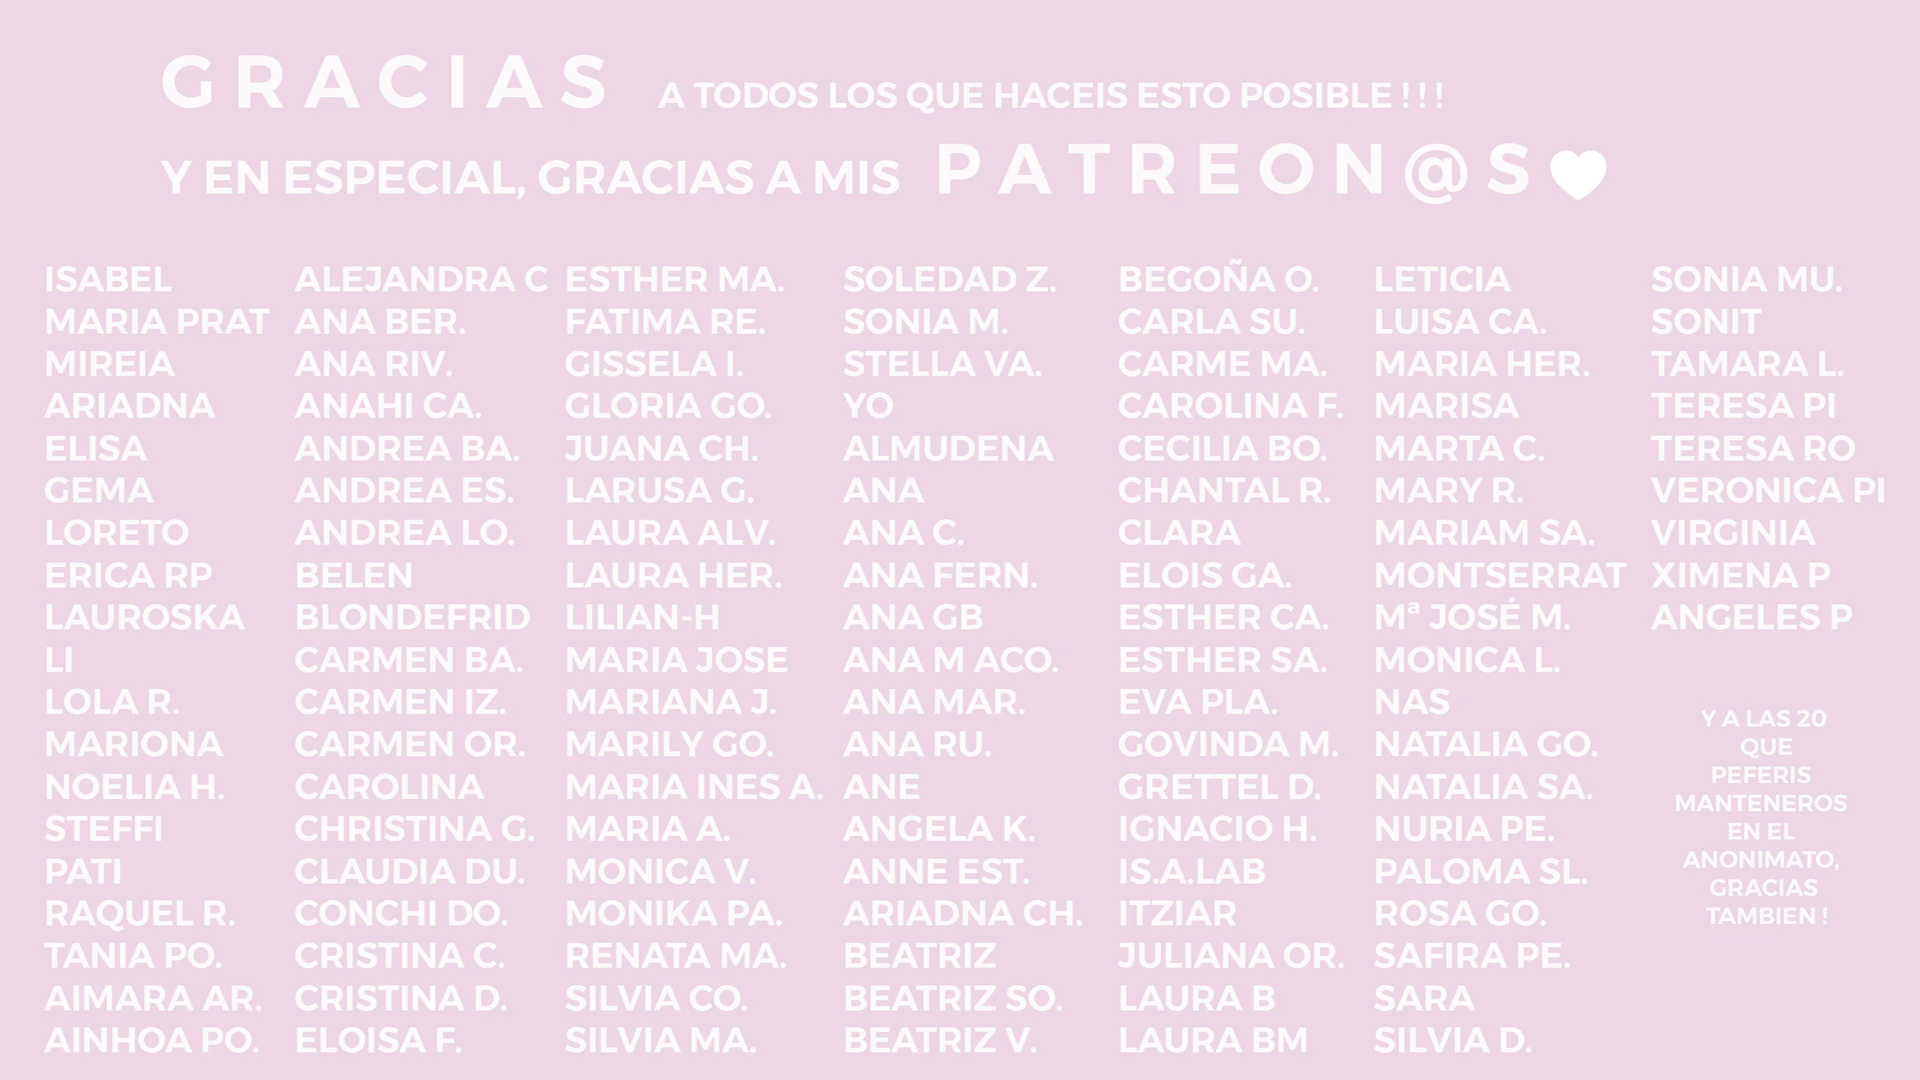 GRACIAS A TODOS LOS QUE HACEIS ESTO POSIBLE ! ! !
Y EN ESPECIAL, GRACIAS A MIS PATREON@S
ISABEL
MARIA PRAT
MIREIA
ARIADNA
ELISA
GEMA
LORETO
ERICA RP
LAUROSKA
LI
LOLA R.
MARIONA
NOELIA H.
STEFFI
PATI
RAQUEL R.
TANIA PO.
AIMARA AR.
AINHOA PO.
ALEJANDRA C
ANA BER.
ANA RIV.
ANAHI CA.
ANDREA BA.
ANDREA ES.
ANDREA LO.
BELEN
BLONDEFRID
CARMEN BA.
CARMEN IZ.
CARMEN OR.
CAROLINA
CHRISTINA G.
CLAUDIA DU.
CONCHI DO.
CRISTINA C.
CRISTINA D.
ELOISA F.
ESTHER MA.
FATIMA RE.
GISSELA I.
GLORIA GO.
JUANA CH.
LARUSA G.
LAURA ALV.
LAURA HER.
LILIAN-H
MARIA JOSE
MARIANA J.
MARILY GO.
MARIA INES A.
MARIA A.
MONICA V.
MONIKA PA.
RENATA MA.
SILVIA CO.
SILVIA MA.
SOLEDAD Z.
SONIA M.
STELLA VA.
YO
ALMUDENA
ANA
ANA C.
ANA FERN.
ANA GB
ANA M ACO.
ANA MAR.
ANA RU.
ANE
ANGELA K.
ANNE EST.
ARIADNA CH.
BEATRIZ
BEATRIZ SO.
BEATRIZ V.
BEGOÑA O.
CARLA SU.
CARME MA.
CAROLINA F.
CECILIA BO.
CHANTAL R.
CLARA
ELOIS GA.
ESTHER CA.
ESTHER SA.
EVA PLA.
GOVINDA M.
GRETTEL D.
IGNACIO H.
IS.A.LAB
ITZIAR
JULIANA OR.
LAURA B
LAURA BM
LETICIA
LUISA CA.
MARIA HER.
MARISA
MARTA C.
MARY R.
MARIAM SA.
MONTSERRAT
Mª JOSÉ M.
MONICA L.
NAS
NATALIA GO.
NATALIA SA.
NURIA PE.
PALOMA SL.
ROSA GO.
SAFIRA PE.
SARA
SILVIA D.
SONIA MU.
SONIT
TAMARA L.
TERESA PI
TERESA RO
VERONICA PI
VIRGINIA
XIMENA P
ANGELES P
Y A LAS 20
QUE
PEFERIS
MANTENEROS
EN EL
ANONIMATO,
GRACIAS
TAMBIEN !